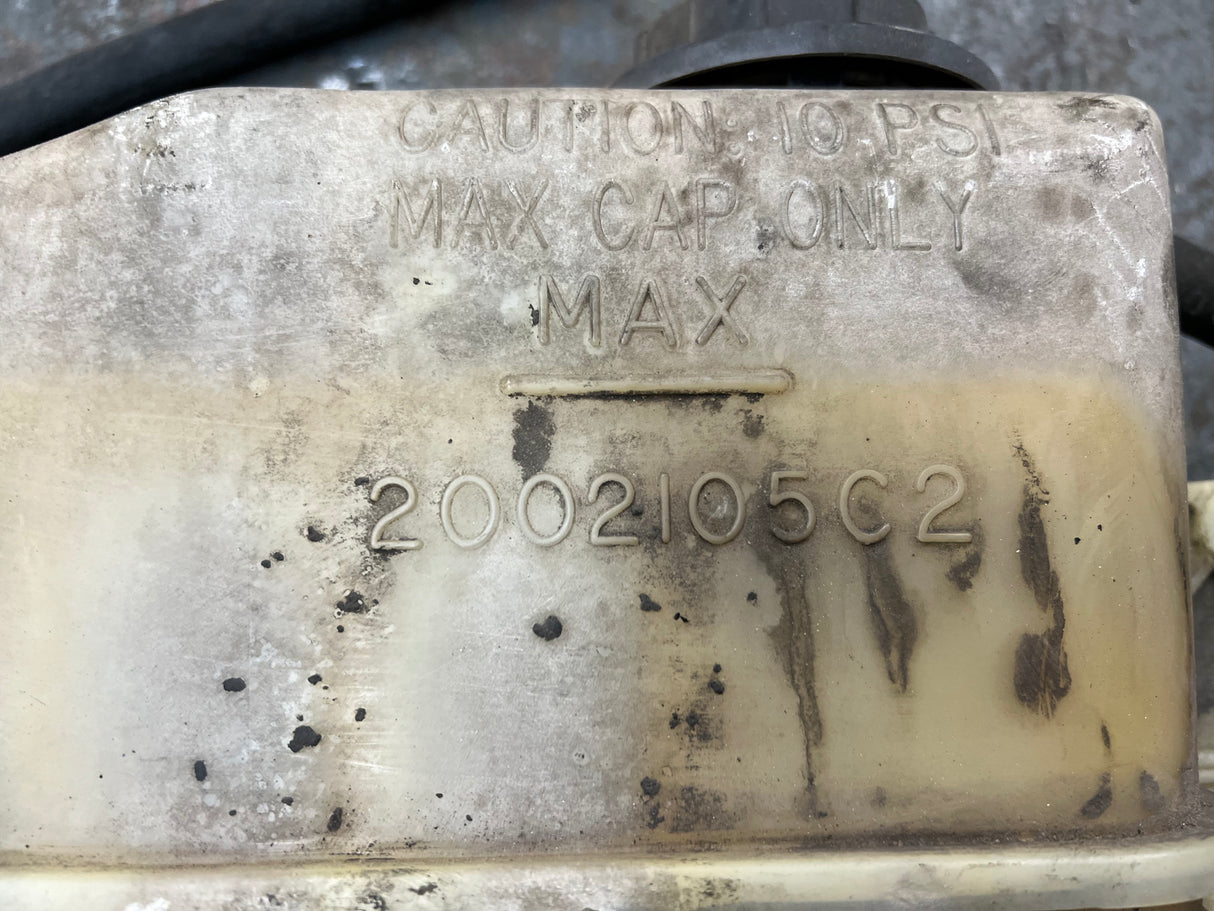 CAUTION: 10 PSI
MAX CAP ONLY
MAX
2002105C2